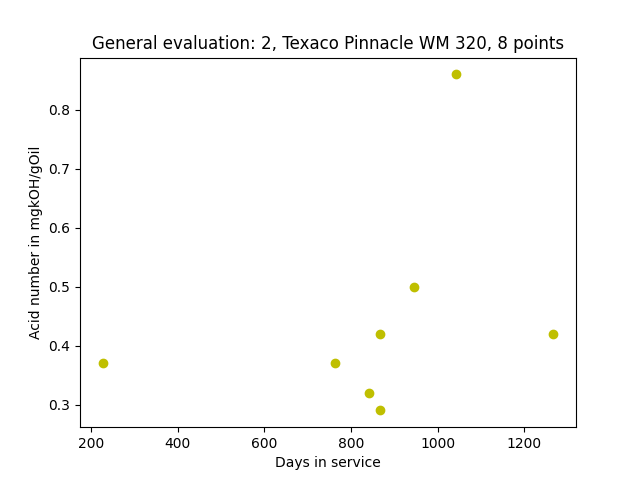 General evaluation: 2, Texaco Pinnacle WM 320, 8 points
0.8
0.7
0.6
0.5
0.4
0.3
Acid number in mgkOH/gOil
200 400 600 800 1000 1200
Days in service